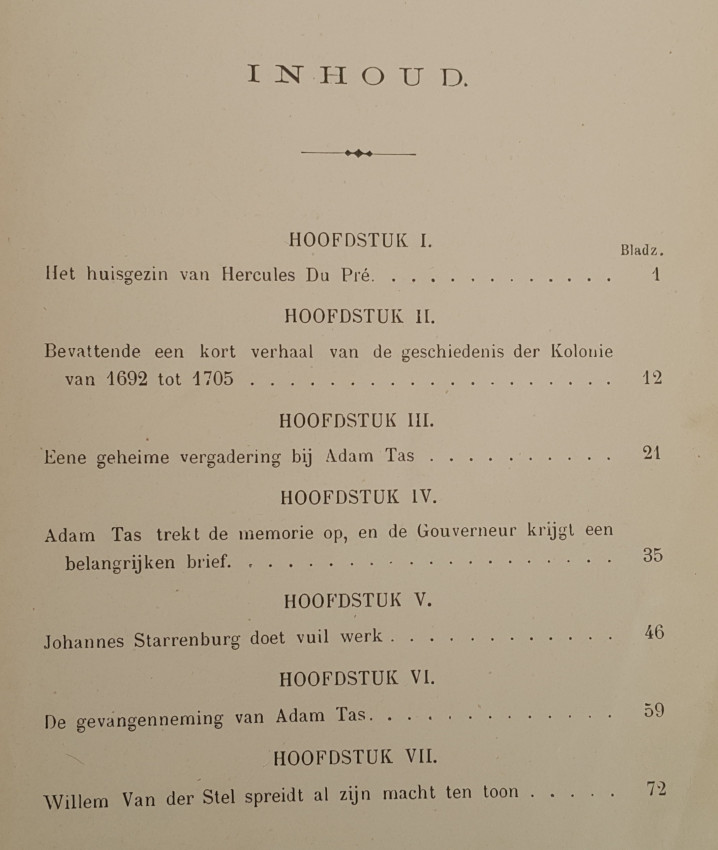 INHOUD.
HOOFDSTUK I.
Bladz.
Het huisgezin van Hercules Du Pré. . . . . . . . . . . . . 1
HOOFDSTUK II.
Bevattende een kort verhaal van de geschiedenis der Kolonie
van 1692 tot 1705 . . . . . . . . . . . . . . . . . . . 12
HOOFDSTUK III.
Eene geheime vergadering bij Adam Tas . . . . . . . . . . 21
HOOFDSTUK IV.
Adam Tas trekt de memorie op, en de Gouverneur krijgt een
belangrijken brief. . . . . . . . . . . . . . . . . . . . 35
HOOFDSTUK V.
Johannes Starrenburg doet vuil werk . . . . . . . . . . . . 46
HOOFDSTUK VI.
De gevangenneming van Adam Tas. . . . . . . . . . . . . 59
HOOFDSTUK VII.
Willem Van der Stel spreidt al zijn macht ten toon . . . . . 72